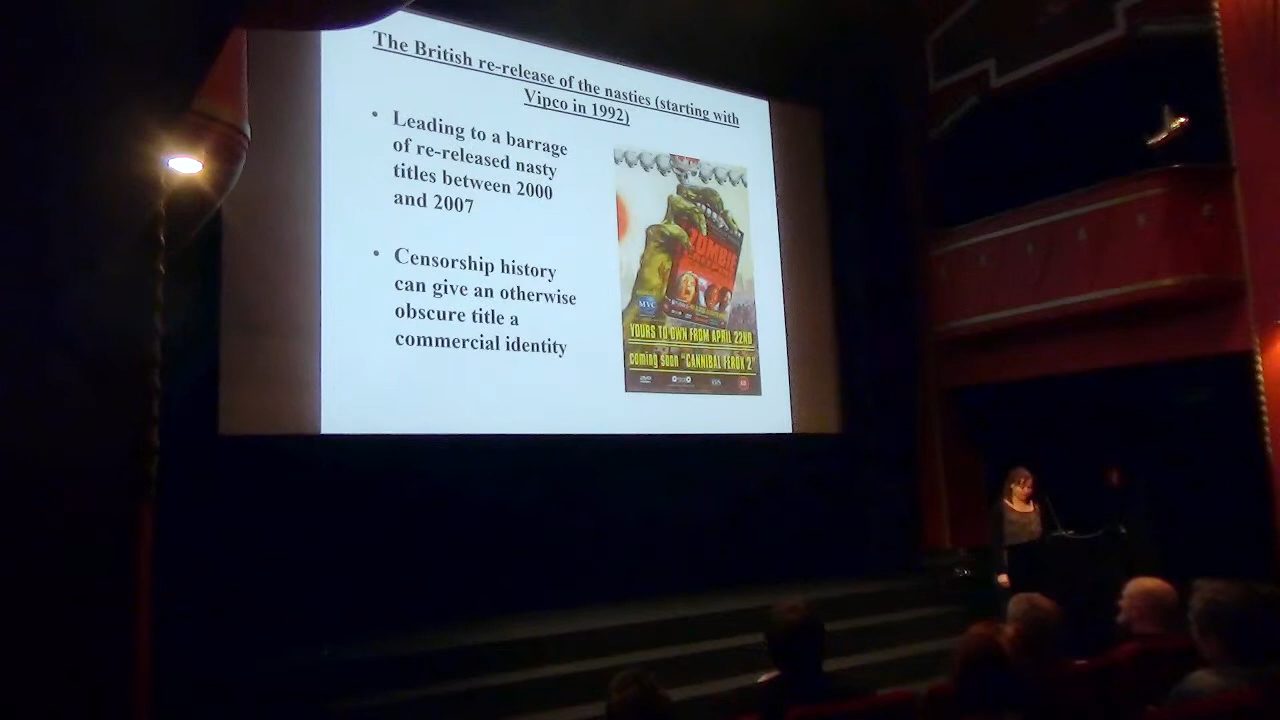 The British re-release of the nasties (starting with
Vipco in 1992)
• Leading to a barrage
of re-released nasty
titles between 2000
and 2007
• Censorship history
can give an otherwise
obscure title a
commercial identity
ZOMBIE
MVC
YOURS TO OWN FROM APRIL 22ND
coming soon "CANNIBAL FEROX 2"